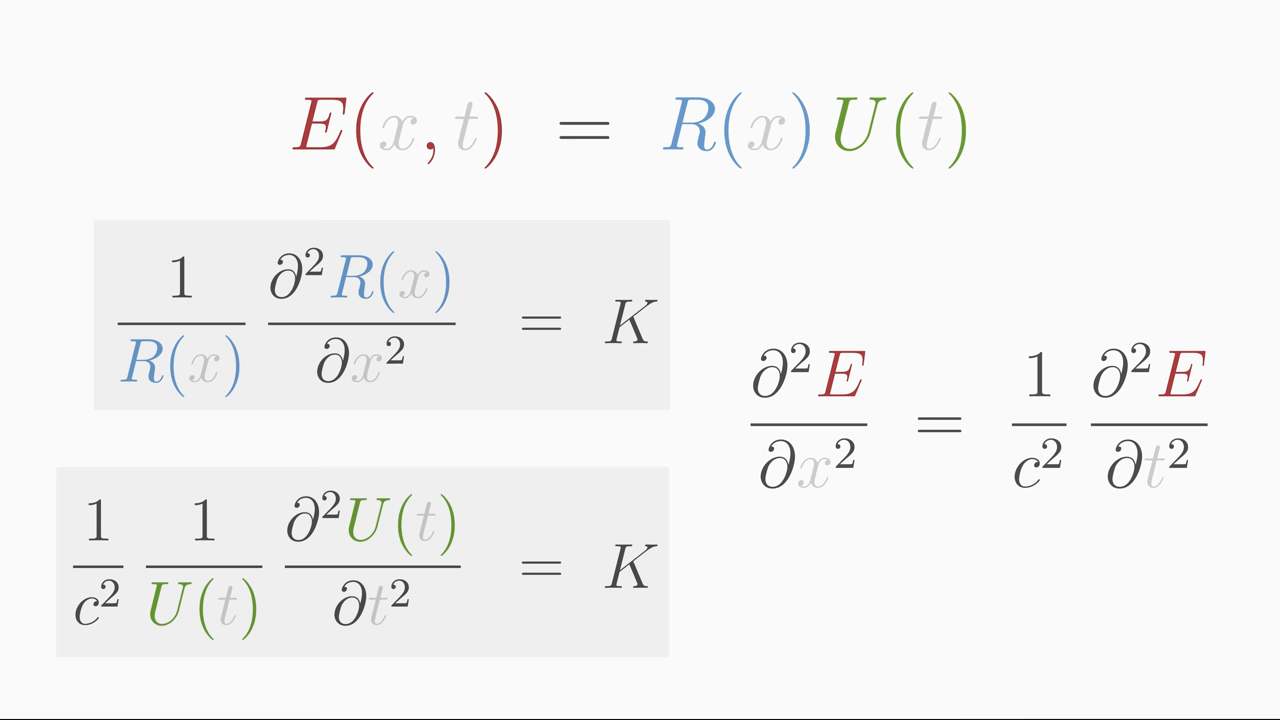 E(x, t) = R(x) U(t)
1/R(x) ∂²R(x)/∂x² = K
∂²E/∂x² = 1/c² ∂²E/∂t²
1/c² 1/U(t) ∂²U(t)/∂t² = K